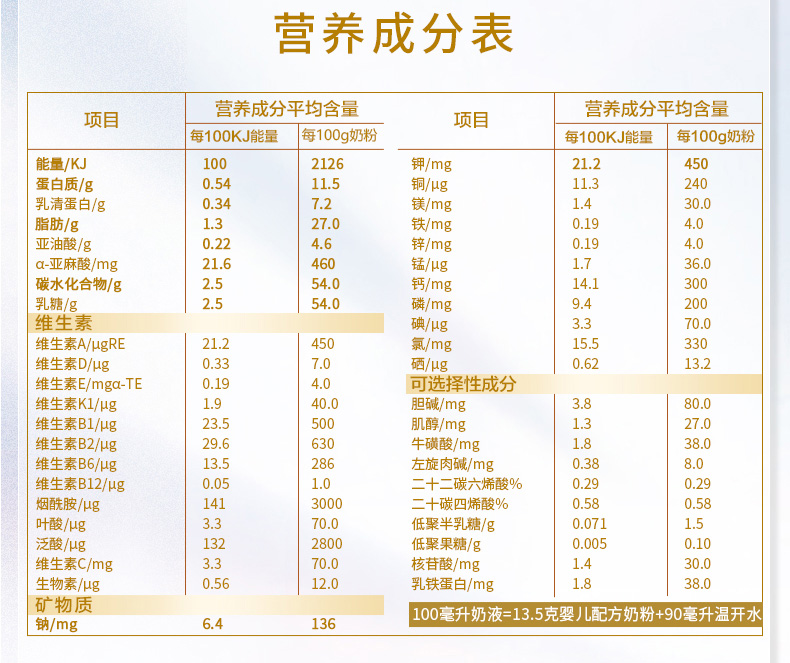 营养成分表
项目 营养成分平均含量
每100KJ能量 每100g奶粉
能量/KJ 100 2126
蛋白质/g 0.54 11.5
乳清蛋白/g 0.34 7.2
脂肪/g 1.3 27.0
亚油酸/g 0.22 4.6
α-亚麻酸/mg 21.6 460
碳水化合物/g 2.5 54.0
乳糖/g 2.5 54.0
维生素
维生素A/μgRE 21.2 450
维生素D/μg 0.33 7.0
维生素E/mgα-TE 0.19 4.0
维生素K1/μg 1.9 40.0
维生素B1/μg 23.5 500
维生素B2/μg 29.6 630
维生素B6/μg 13.5 286
维生素B12/μg 0.05 1.0
烟酰胺/μg 141 3000
叶酸/μg 3.3 70.0
泛酸/μg 132 2800
维生素C/mg 3.3 70.0
生物素/μg 0.56 12.0
矿物质
钠/mg 6.4 136
项目 营养成分平均含量
每100KJ能量 每100g奶粉
钾/mg 21.2 450
铜/μg 11.3 240
镁/mg 1.4 30.0
铁/mg 0.19 4.0
锌/mg 0.19 4.0
锰/μg 1.7 36.0
钙/mg 14.1 300
磷/mg 9.4 200
碘/μg 3.3 70.0
氯/mg 15.5 330
硒/μg 0.62 13.2
可选择性成分
胆碱/mg 3.8 80.0
肌醇/mg 1.3 27.0
牛磺酸/mg 1.8 38.0
左旋肉碱/mg 0.38 8.0
二十二碳六烯酸% 0.29 0.29
二十碳四烯酸% 0.58 0.58
低聚半乳糖/g 0.071 1.5
低聚果糖/g 0.005 0.10
核苷酸/mg 1.4 30.0
乳铁蛋白/mg 1.8 38.0
100毫升奶液=13.5克婴儿配方奶粉+90毫升温开水